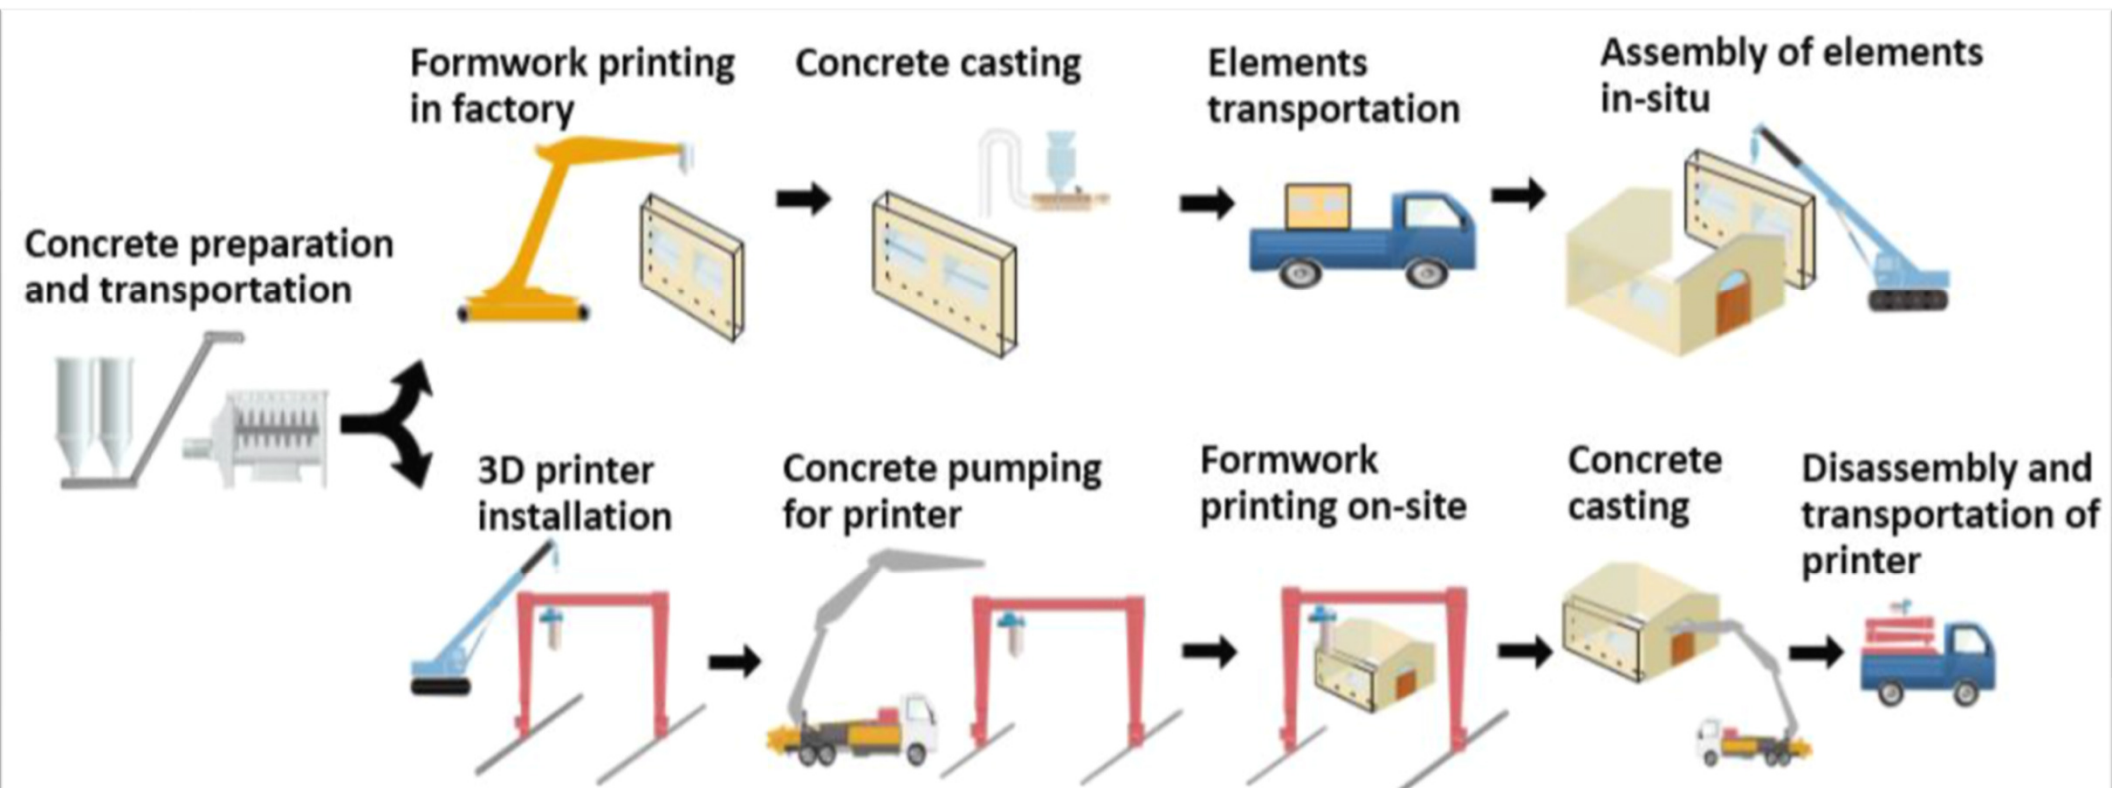 Concrete preparation
and transportation
Formwork printing
in factory
Concrete casting
Elements
transportation
Assembly of elements
in-situ
3D printer
installation
Concrete pumping
for printer
Formwork
printing on-site
Concrete
casting
Disassembly and
transportation of
printer